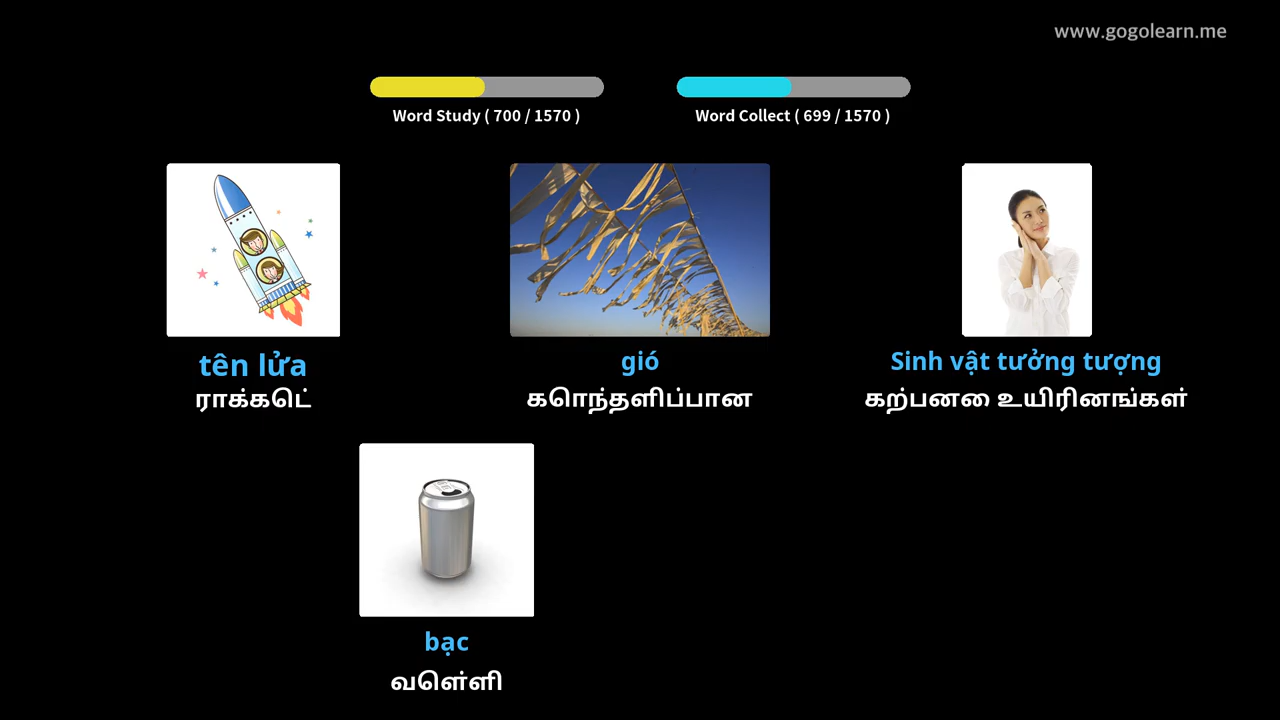 www.gogolearn.me
Word Study ( 700 / 1570 )
Word Collect ( 699 / 1570 )
tên lửa
ராக்கெட்
gió
கொந்தளிப்பான
Sinh vật tưởng tượng
கற்பனை உயிரினங்கள்
bạc
வெள்ளி